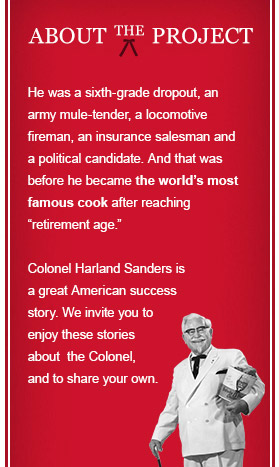 ABOUT THE PROJECT
He was a sixth-grade dropout, an
army mule-tender, a locomotive
fireman, an insurance salesman and
a political candidate. And that was
before he became the world's most
famous cook after reaching
“retirement age.”
Colonel Harland Sanders is
a great American success
story. We invite you to
enjoy these stories
about the Colonel,
and to share your own.